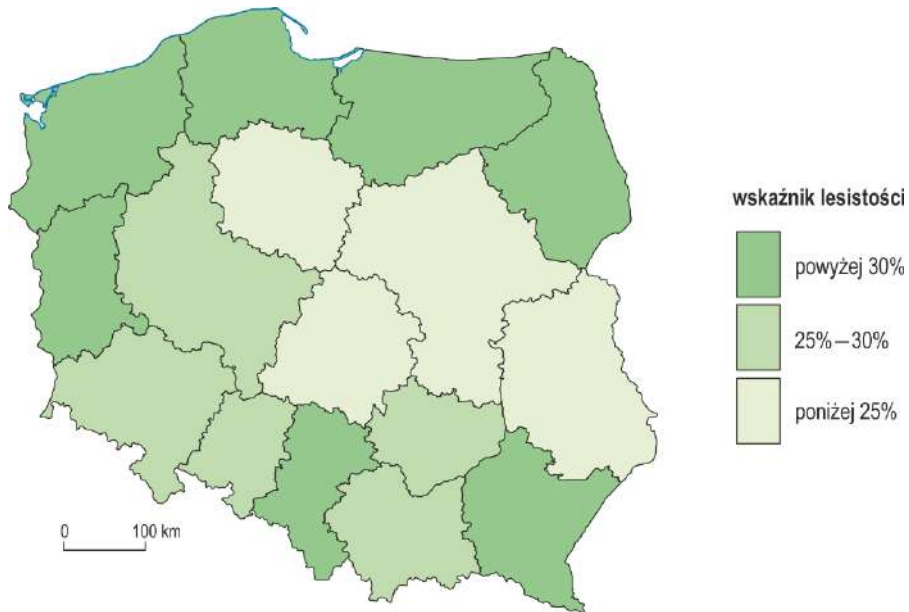 wskaźnik lesistości
powyżej 30%
25%—30%
poniżej 25%
0 100 km